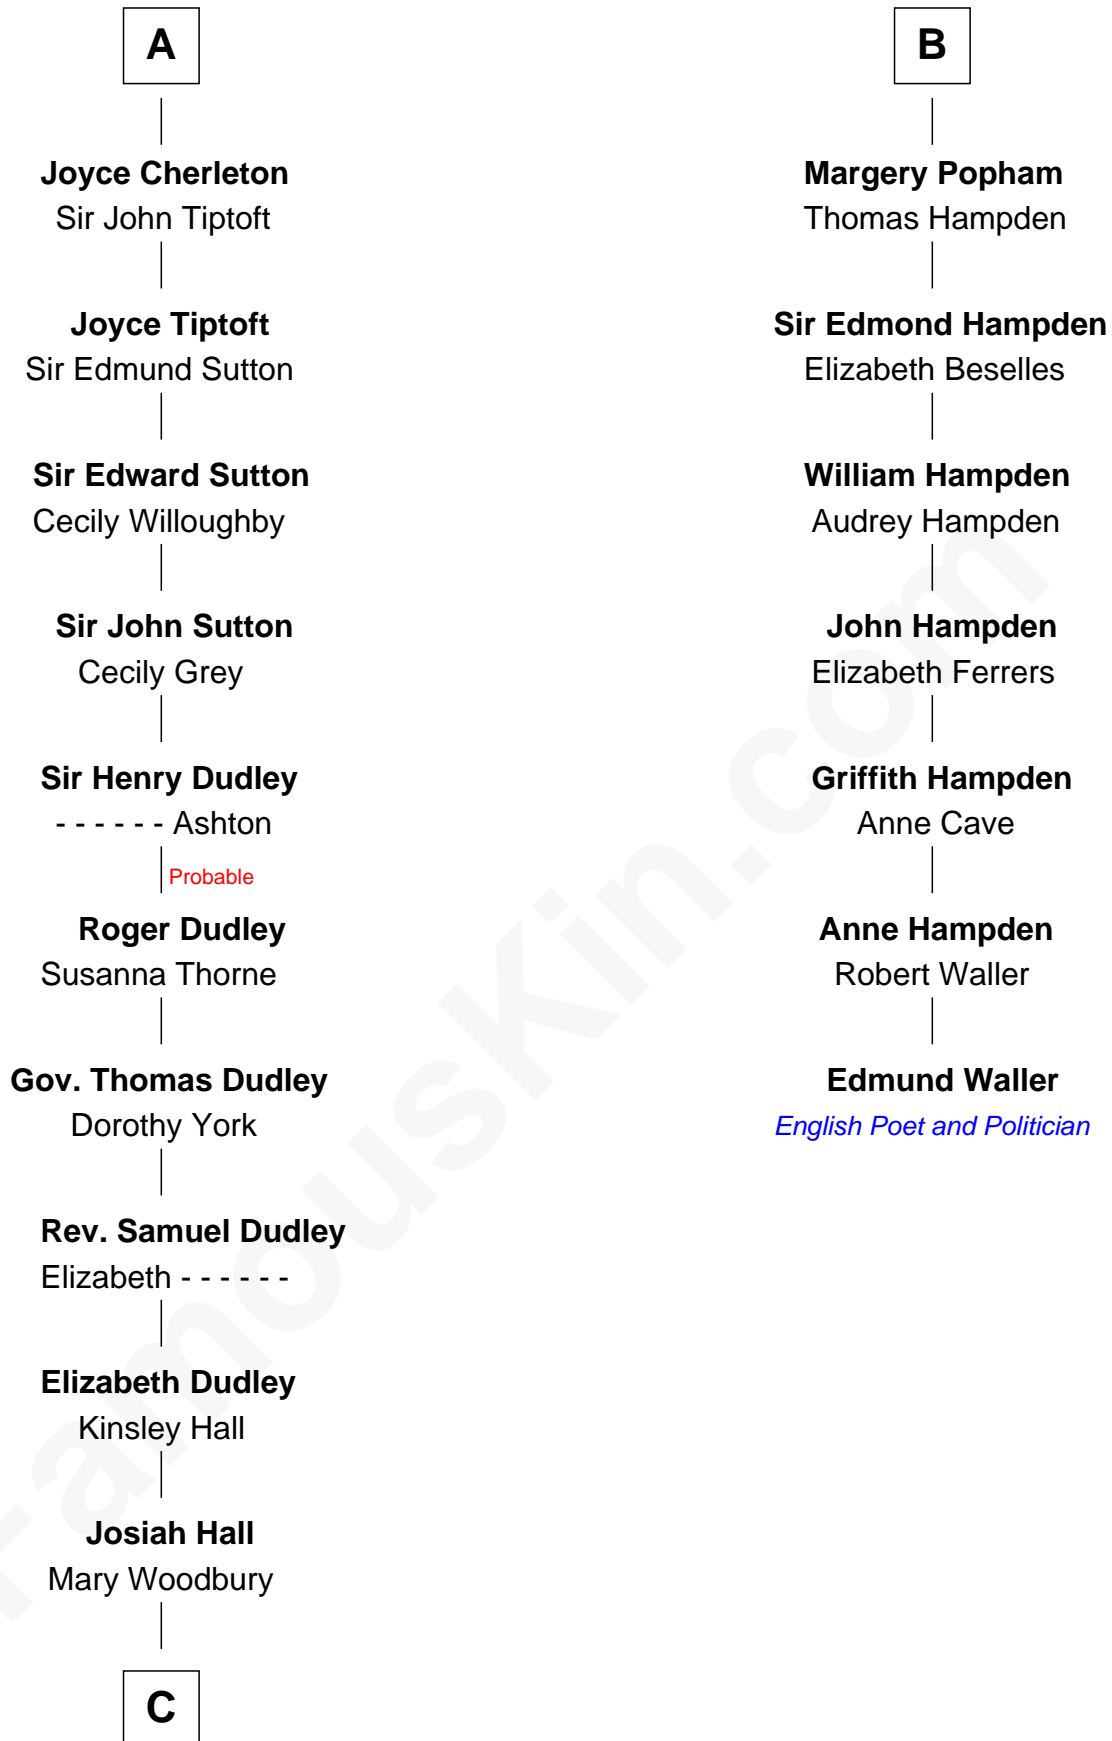 A
Joyce Cherleton
Sir John Tiptoft
Joyce Tiptoft
Sir Edmund Sutton
Sir Edward Sutton
Cecily Willoughby
Sir John Sutton
Cecily Grey
Sir Henry Dudley
- - - - - - Ashton
Probable
Roger Dudley
Susanna Thorne
Gov. Thomas Dudley
Dorothy York
Rev. Samuel Dudley
Elizabeth - - - - - -
Elizabeth Dudley
Kinsley Hall
Josiah Hall
Mary Woodbury
C
B
Margery Popham
Thomas Hampden
Sir Edmond Hampden
Elizabeth Beselles
William Hampden
Audrey Hampden
John Hampden
Elizabeth Ferrers
Griffith Hampden
Anne Cave
Anne Hampden
Robert Waller
Edmund Waller
English Poet and Politician
FamousKin.com